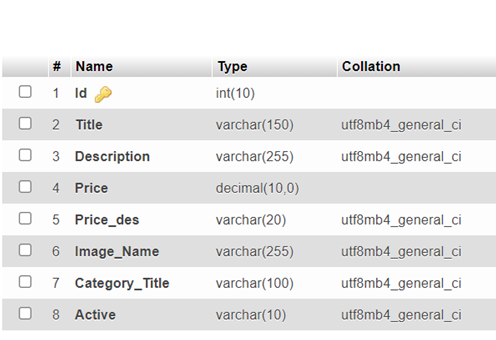 # Name Type Collation
1 Id int(10)
2 Title varchar(150) utf8mb4_general_ci
3 Description varchar(255) utf8mb4_general_ci
4 Price decimal(10,0)
5 Price_des varchar(20) utf8mb4_general_ci
6 Image_Name varchar(255) utf8mb4_general_ci
7 Category_Title varchar(100) utf8mb4_general_ci
8 Active varchar(10) utf8mb4_general_ci